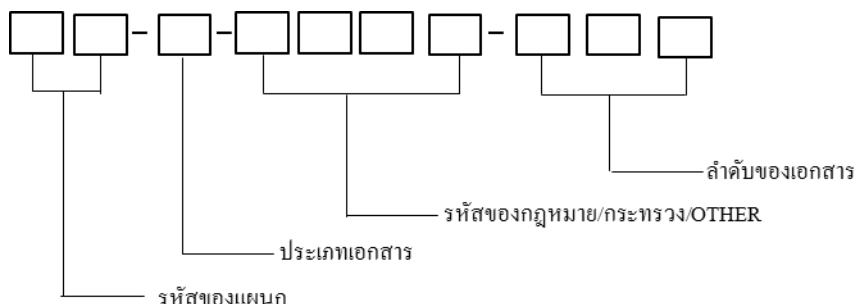 ลำดับของเอกสาร
รหัสของกฎหมาย/กระทรวง/OTHER
ประเภทเอกสาร
รหัสของแผนก